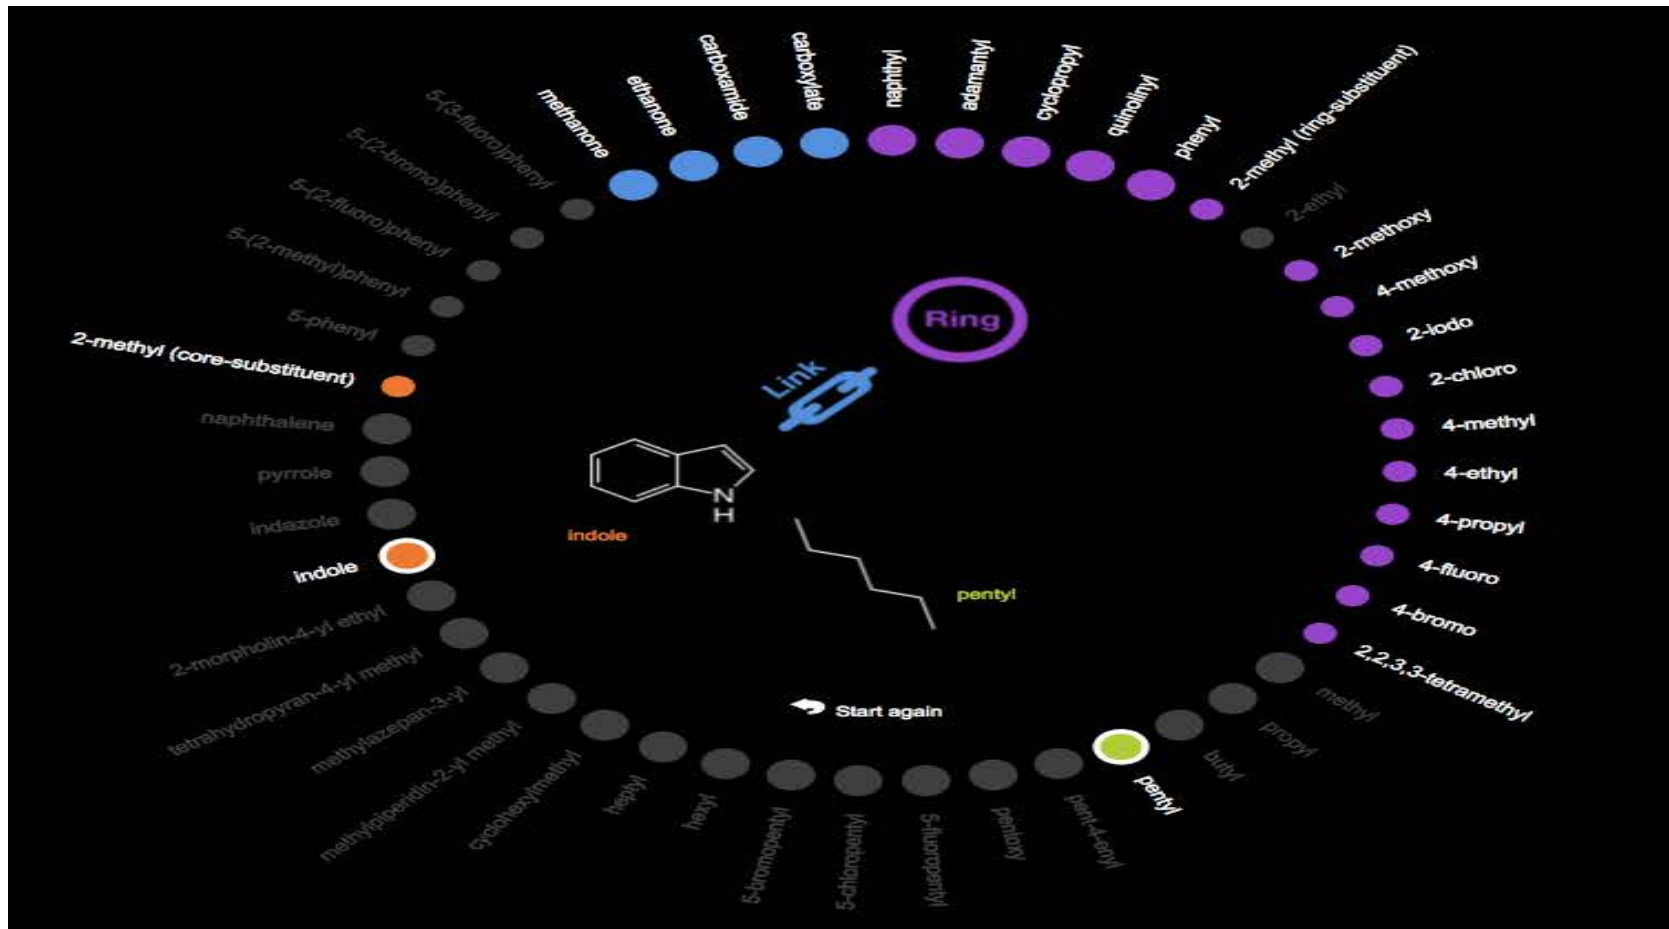 methanone
ethanone
carboxamide
carboxylate
naphthyl
adamantyl
cyclopropyl
quinolinyl
phenyl
2-methyl (ring-substituent)
2-ethyl
2-methoxy
4-methoxy
2-iodo
2-chloro
4-methyl
4-ethyl
4-propyl
4-fluoro
4-bromo
2,2,3,3-tetramethyl
methyl
propyl
butyl
pentyl
pent-4-enyl
pentoxy
5-fluoropentyl
5-chloropentyl
5-bromopentyl
hexyl
heptyl
cyclohexylmethyl
methylpiperidin-2-yl methyl
methylazepan-3-yl
tetrahydropyran-4-yl methyl
2-morpholin-4-yl ethyl
indole
indazole
pyrrole
naphthalene
2-methyl (core-substituent)
5-phenyl
5-(2-methyl)phenyl
5-(2-fluoro)phenyl
5-(2-bromo)phenyl
5-(3-fluoro)phenyl
Ring
Link
N
H
indole
pentyl
Start again